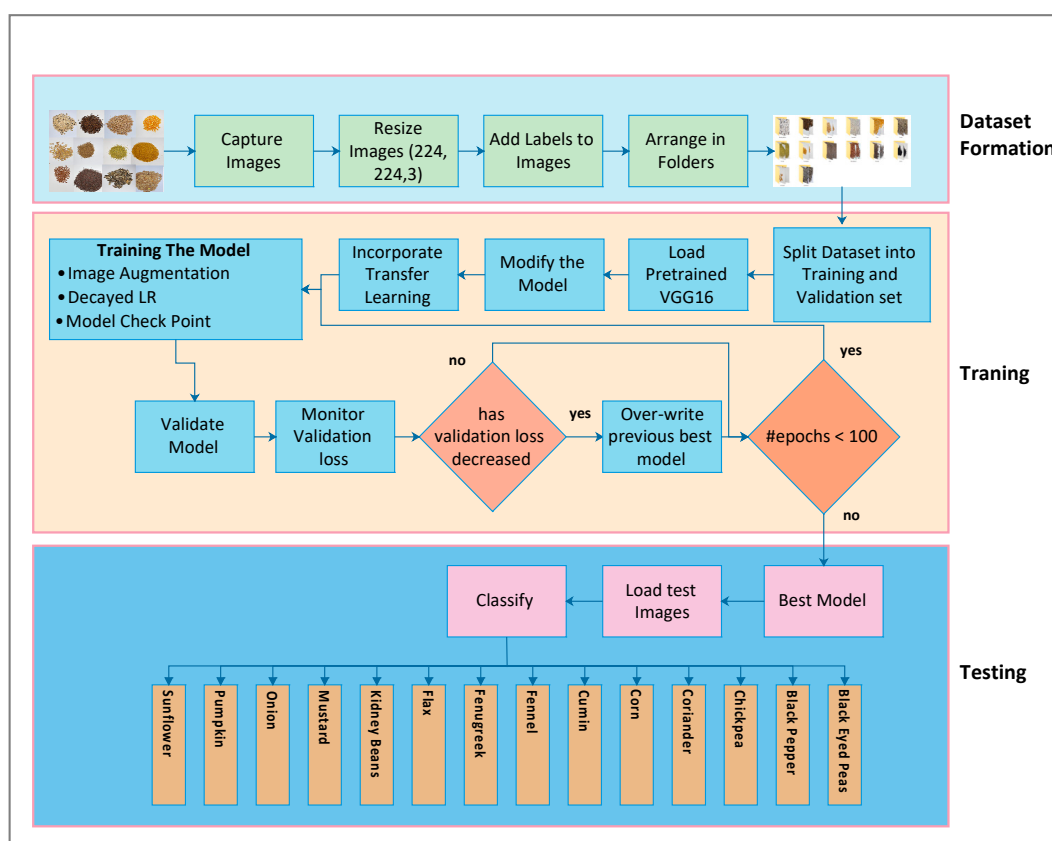 Capture
Images
Resize
Images (224,
224,3)
Add Labels to
Images
Arrange in
Folders
Dataset
Formation
Training The Model
• Image Augmentation
• Decayed LR
• Model Check Point
Incorporate
Transfer
Learning
Modify the
Model
Load
Pretrained
VGG16
Split Dataset into
Training and
Validation set
Validate
Model
Monitor
Validation
loss
no
has
validation loss
decreased
yes
Over-write
previous best
model
yes
#epochs < 100
no
Traning
Classify
Load test
Images
Best Model
Testing
Sunflower
Pumpkin
Onion
Mustard
Kidney Beans
Flax
Fenugreek
Fennel
Cumin
Corn
Coriander
Chickpea
Black Pepper
Black Eyed Peas